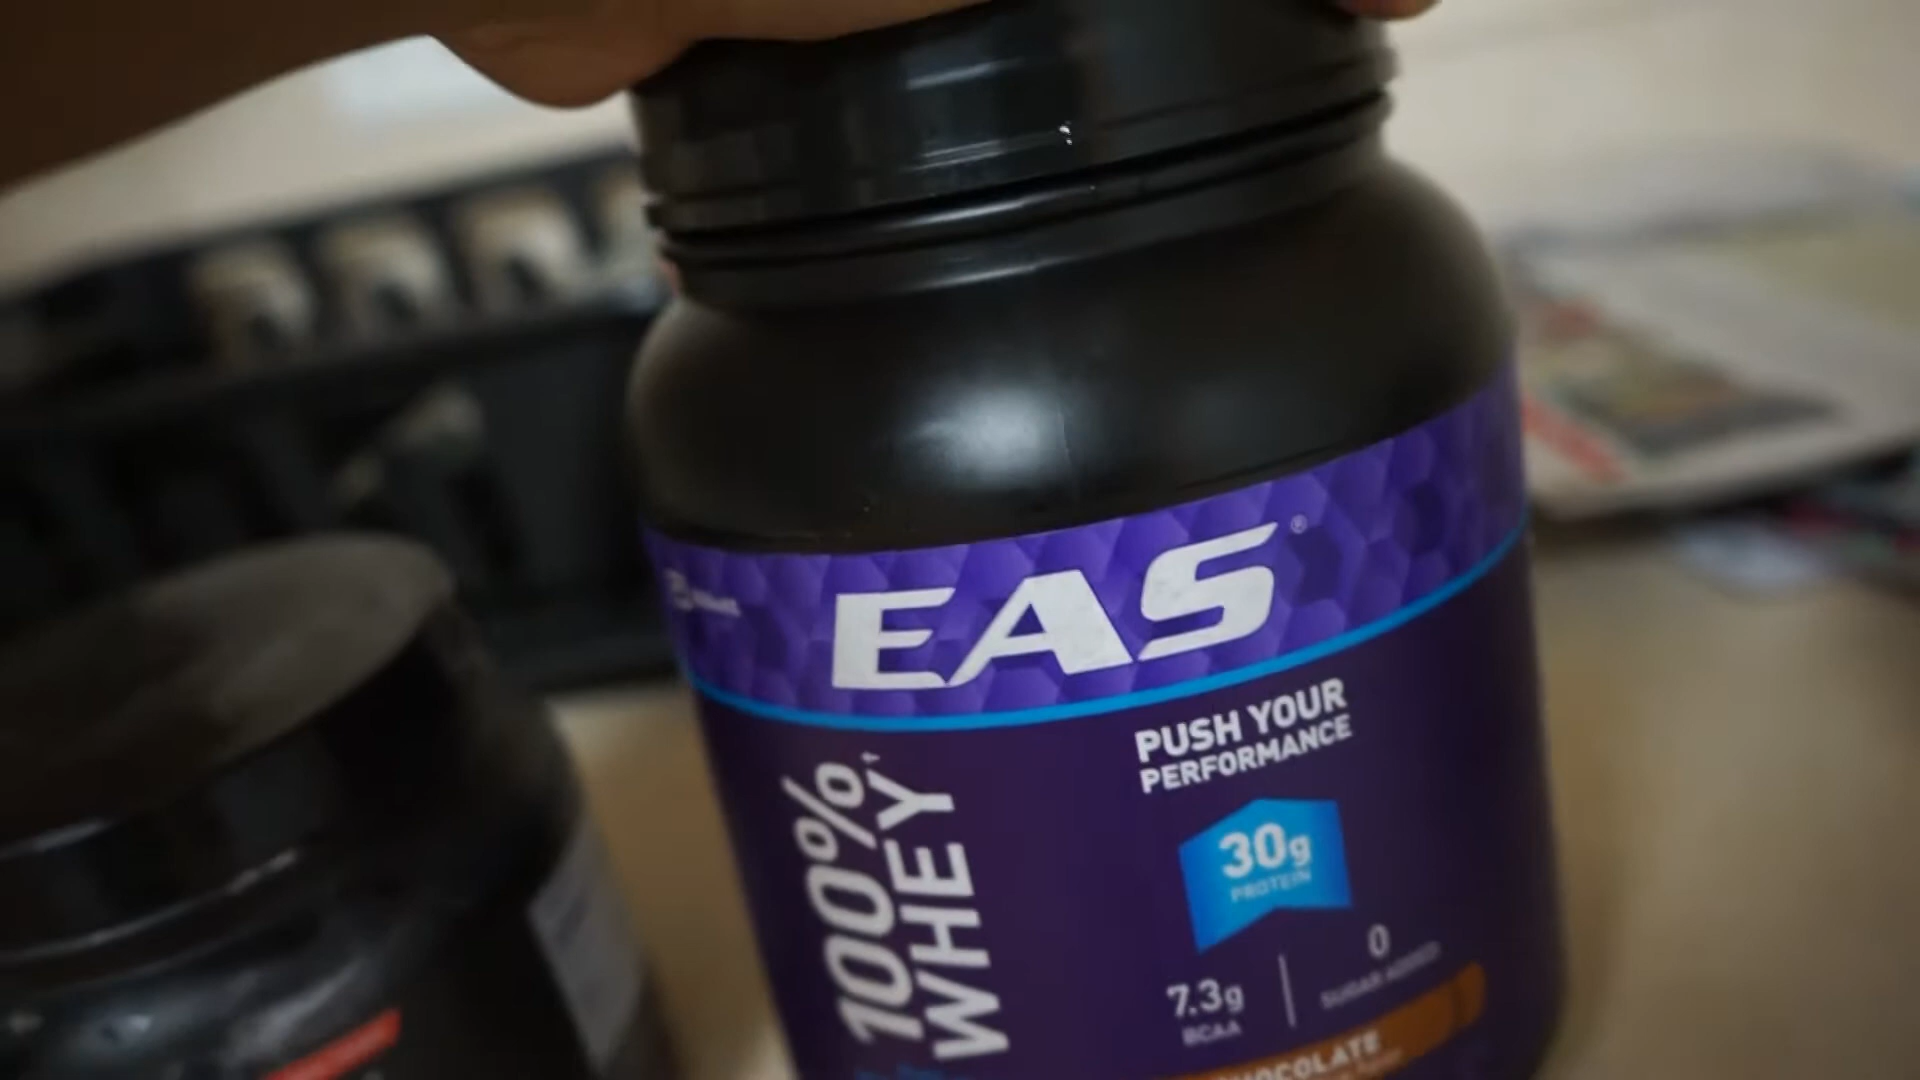 EAS®
PUSH YOUR
PERFORMANCE
100%
WHEY†
30g
PROTEIN
7.3g
BCAA
0
SUGAR ADDED
CHOCOLATE